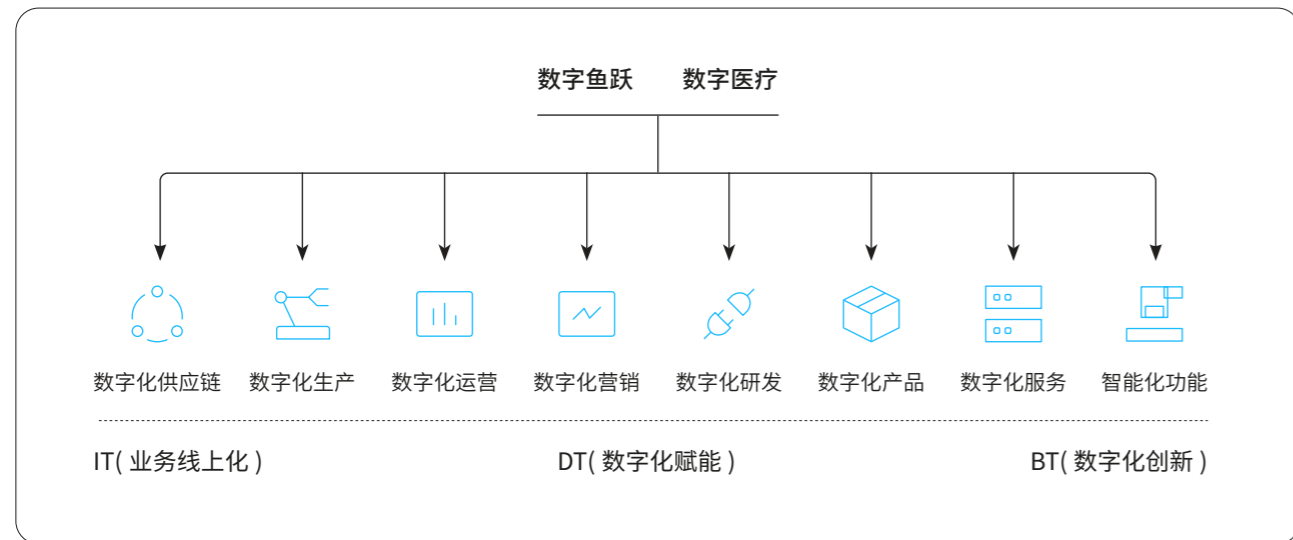 数字鱼跃 数字医疗
数字化供应链 数字化生产 数字化运营 数字化营销 数字化研发 数字化产品 数字化服务 智能化功能
IT( 业务线上化 ) DT( 数字化赋能 ) BT( 数字化创新 )